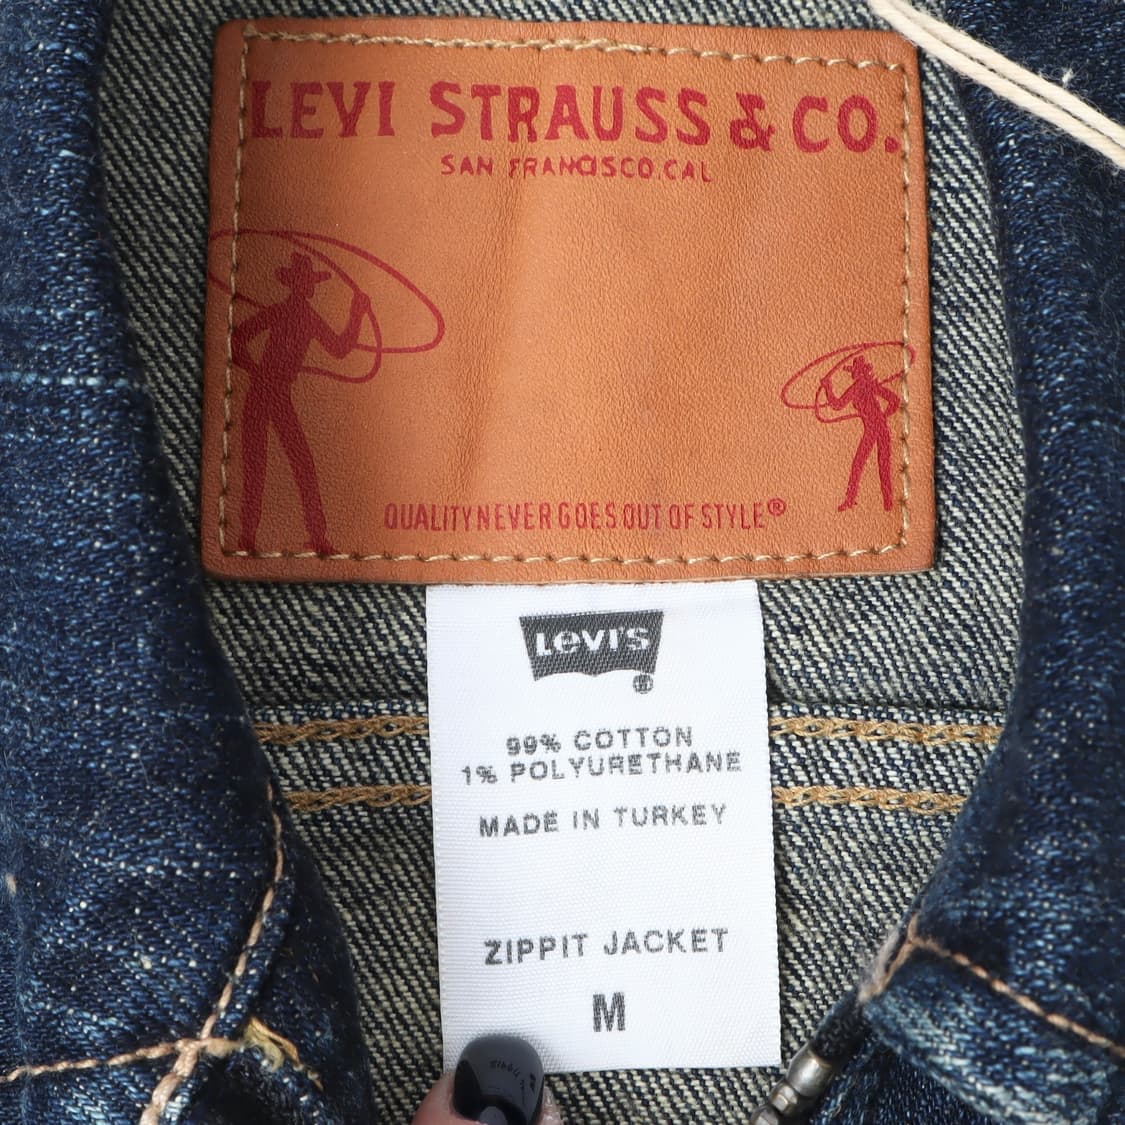 LEVI STRAUSS & CO.
SAN FRANCISCO, CAL
QUALITY NEVER GOES OUT OF STYLE®
LEVI'S
®
99% COTTON
1% POLYURETHANE
MADE IN TURKEY
ZIPPIT JACKET
M